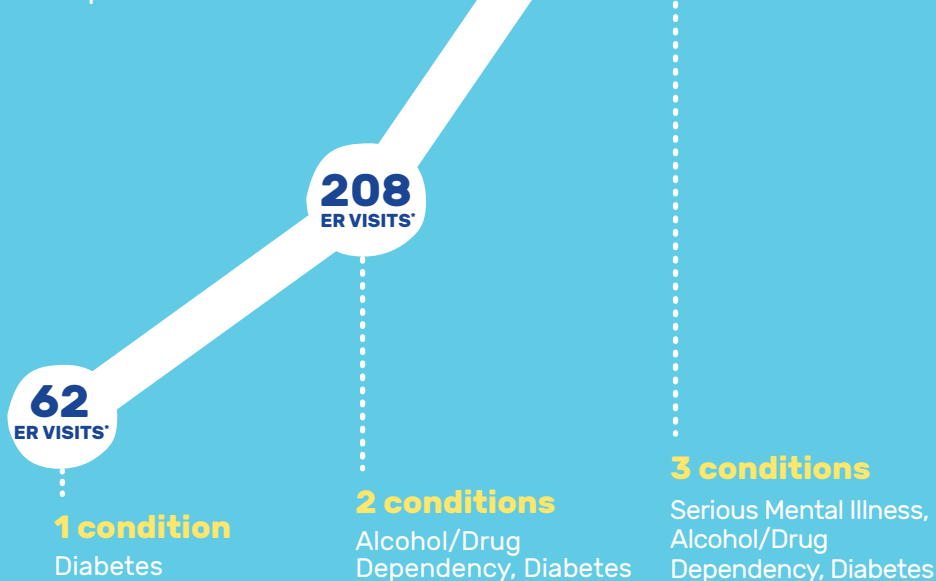 208
ER VISITS*
62
ER VISITS*
1 condition
Diabetes
2 conditions
Alcohol/Drug
Dependency, Diabetes
3 conditions
Serious Mental Illness,
Alcohol/Drug
Dependency, Diabetes